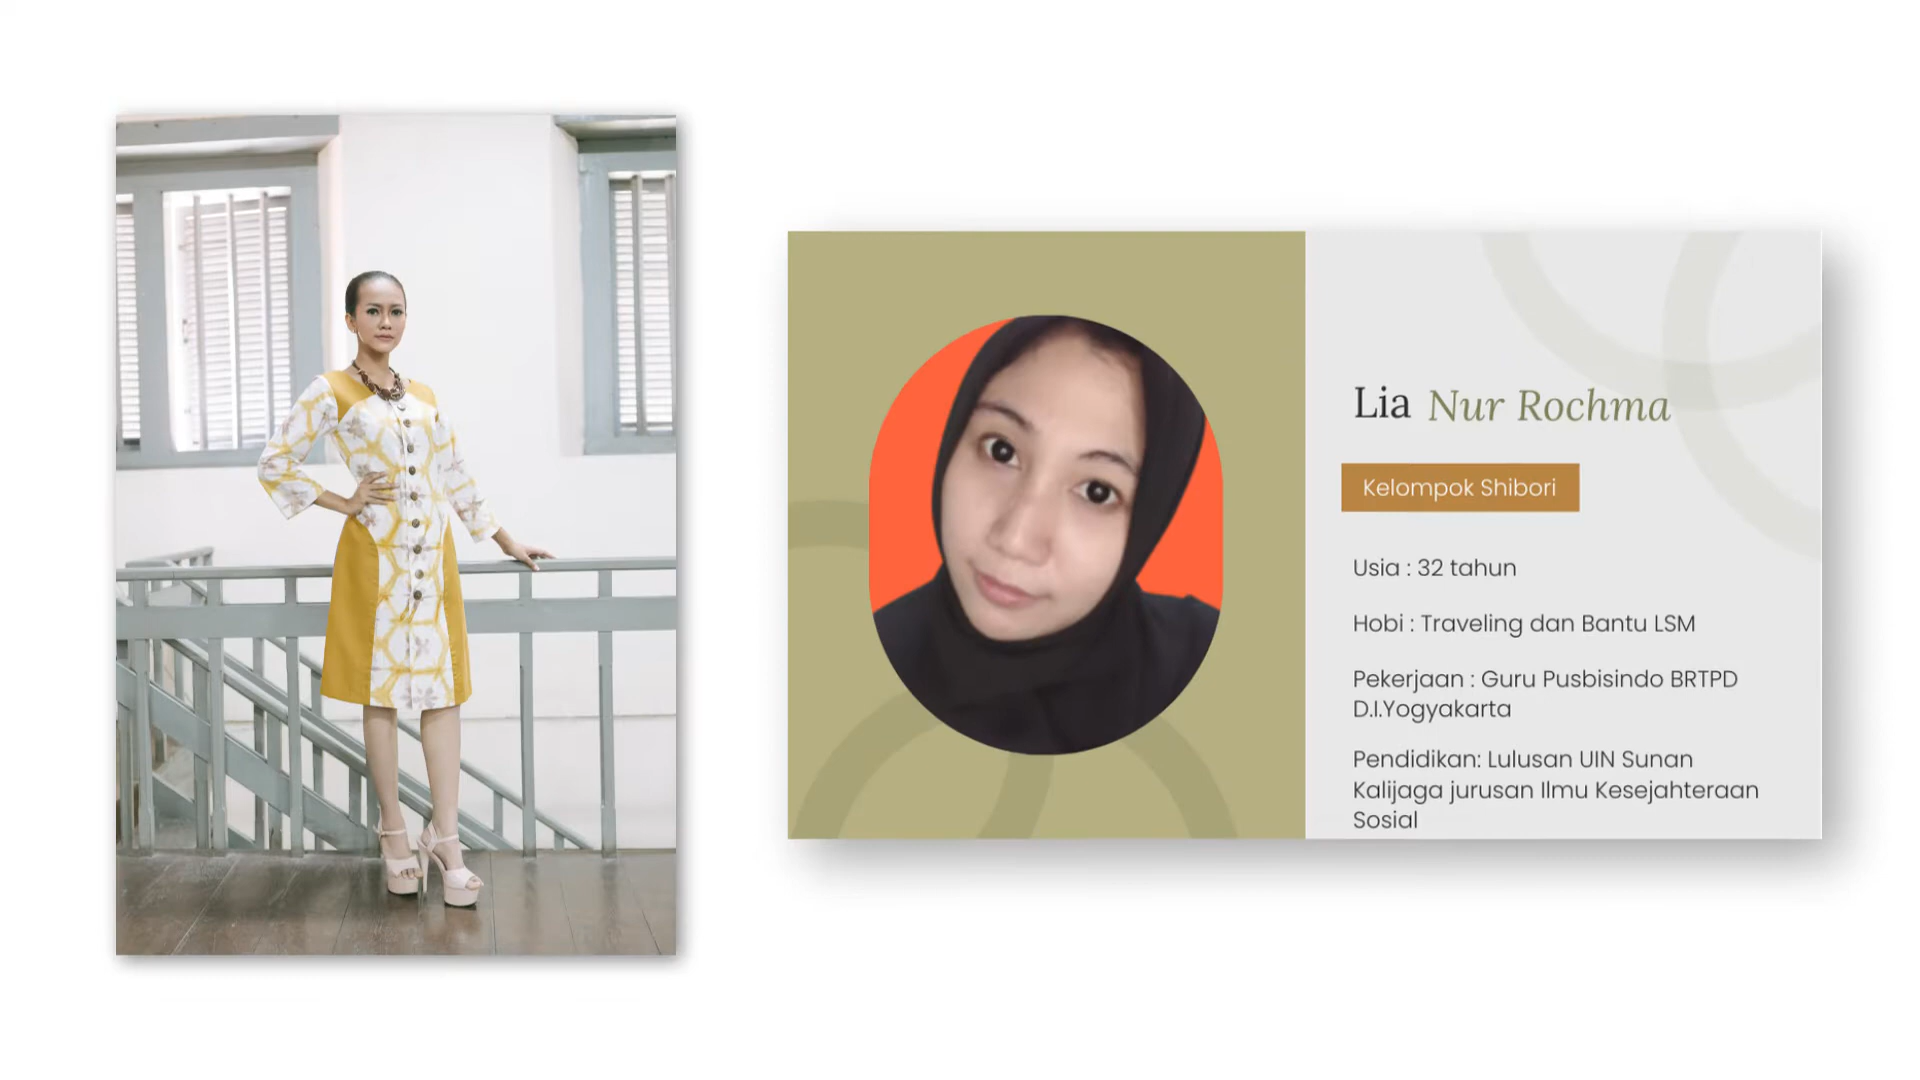 Lia Nur Rochma
Kelompok Shibori
Usia : 32 tahun
Hobi : Traveling dan Bantu LSM
Pekerjaan : Guru Pusbisindo BRTPD
D.I.Yogyakarta
Pendidikan: Lulusan UIN Sunan
Kalijaga jurusan Ilmu Kesejahteraan
Sosial